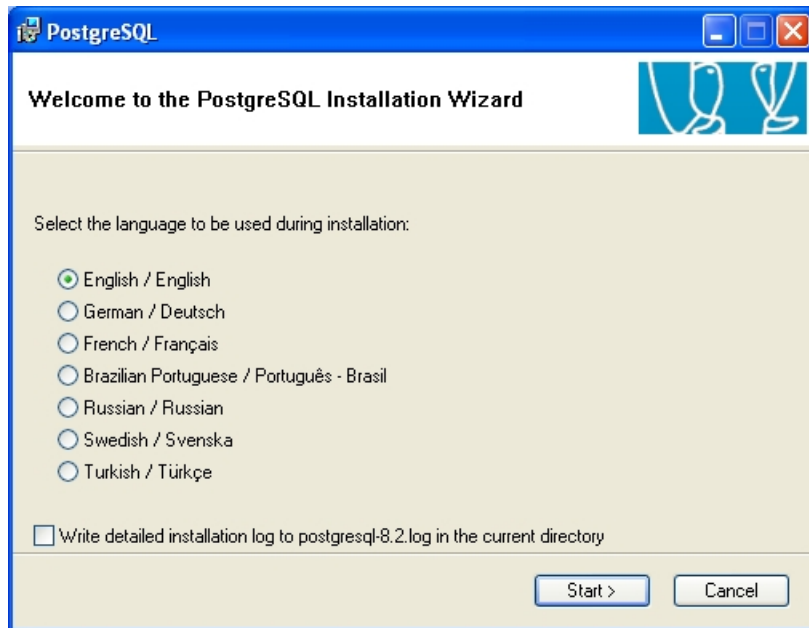 PostgreSQL
Welcome to the PostgreSQL Installation Wizard
Select the language to be used during installation:
English / English
German / Deutsch
French / Français
Brazilian Portuguese / Português - Brasil
Russian / Russian
Swedish / Svenska
Turkish / Türkçe
Write detailed installation log to postgresql-8.2.log in the current directory
Start >
Cancel